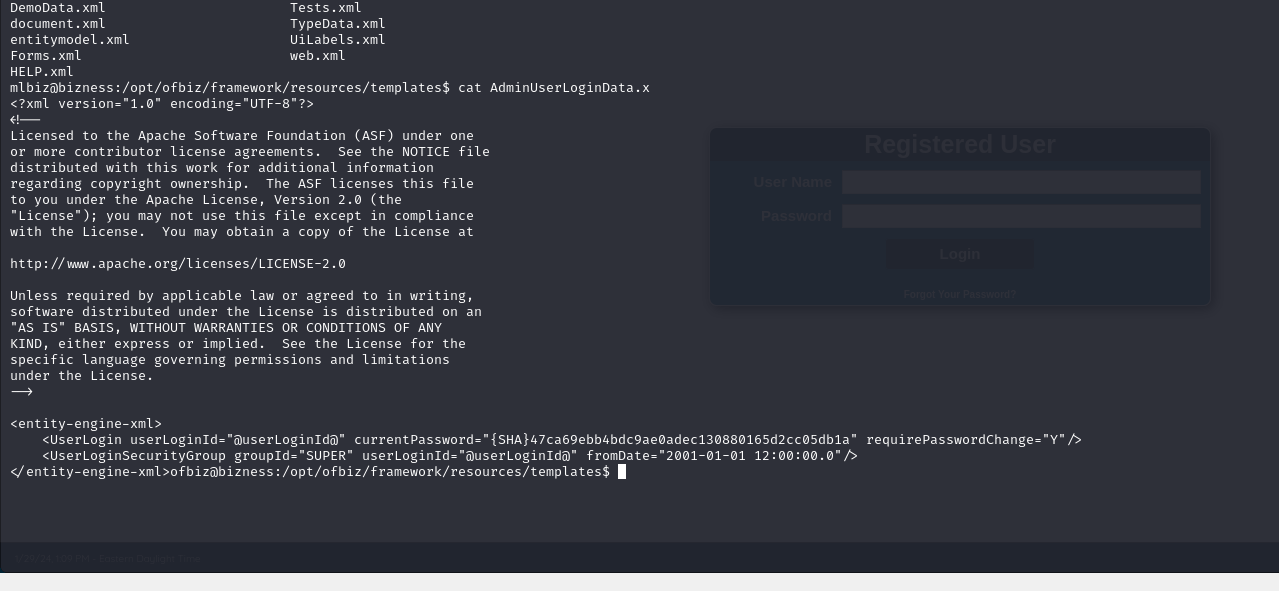 DemoData.xml Tests.xml
document.xml TypeData.xml
entitymodel.xml UiLabels.xml
Forms.xml web.xml
HELP.xml
mlbiz@bizness:/opt/ofbiz/framework/resources/templates$ cat AdminUserLoginData.x
<?xml version="1.0" encoding="UTF-8"?>
<!--
Licensed to the Apache Software Foundation (ASF) under one
or more contributor license agreements.  See the NOTICE file
distributed with this work for additional information
regarding copyright ownership.  The ASF licenses this file
to you under the Apache License, Version 2.0 (the
"License"); you may not use this file except in compliance
with the License.  You may obtain a copy of the License at
http://www.apache.org/licenses/LICENSE-2.0
Unless required by applicable law or agreed to in writing,
software distributed under the License is distributed on an
"AS IS" BASIS, WITHOUT WARRANTIES OR CONDITIONS OF ANY
KIND, either express or implied.  See the License for the
specific language governing permissions and limitations
under the License.
-->
<entity-engine-xml>
    <UserLogin userLoginId="@userLoginId@" currentPassword="{SHA}47ca69ebb4bdc9ae0adec130880165d2cc05db1a" requirePasswordChange="Y"/>
    <UserLoginSecurityGroup groupId="SUPER" userLoginId="@userLoginId@" fromDate="2001-01-01 12:00:00.0"/>
</entity-engine-xml>ofbiz@bizness:/opt/ofbiz/framework/resources/templates$
Registered User
User Name
Password
Login
Forgot Your Password?